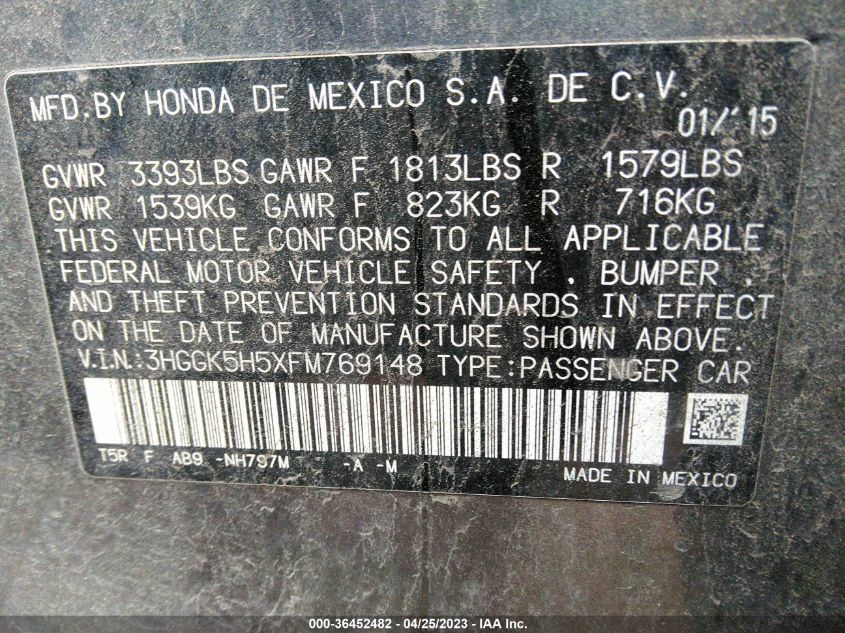 MFD.BY HONDA DE MEXICO S.A. DE C.V.
01/'15
GVWR 3393LBS GAWR F 1813LBS R 1579LBS
GVWR 1539KG GAWR F 823KG R 716KG
THIS VEHICLE CONFORMS TO ALL APPLICABLE
FEDERAL MOTOR VEHICLE SAFETY , BUMPER ,
AND THEFT PREVENTION STANDARDS IN EFFECT
ON THE DATE OF MANUFACTURE SHOWN ABOVE.
V.I.N.:3HGGK5H5XFM769148 TYPE:PASSENGER CAR
T5R F AB9 -NH797M -A -M
MADE IN MEXICO
000-36452482 - 04/25/2023 - IAA Inc.